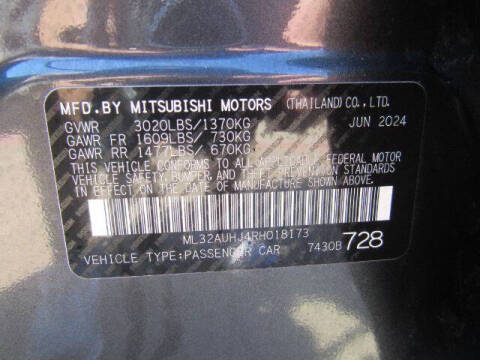 MFD.BY MITSUBISHI MOTORS (THAILAND) CO., LTD.
GVWR 3020LBS/1370KG JUN 2024
GAWR FR 1609LBS/ 730KG
GAWR RR 1477LBS/ 670KG
THIS VEHICLE CONFORMS TO ALL APPLICABLE FEDERAL MOTOR
VEHICLE SAFETY, BUMPER, AND THEFT PREVENTION STANDARDS
IN EFFECT ON THE DATE OF MANUFACTURE SHOWN ABOVE.
ML32AUHJ4RH018173
VEHICLE TYPE:PASSENGER CAR 7430B 728